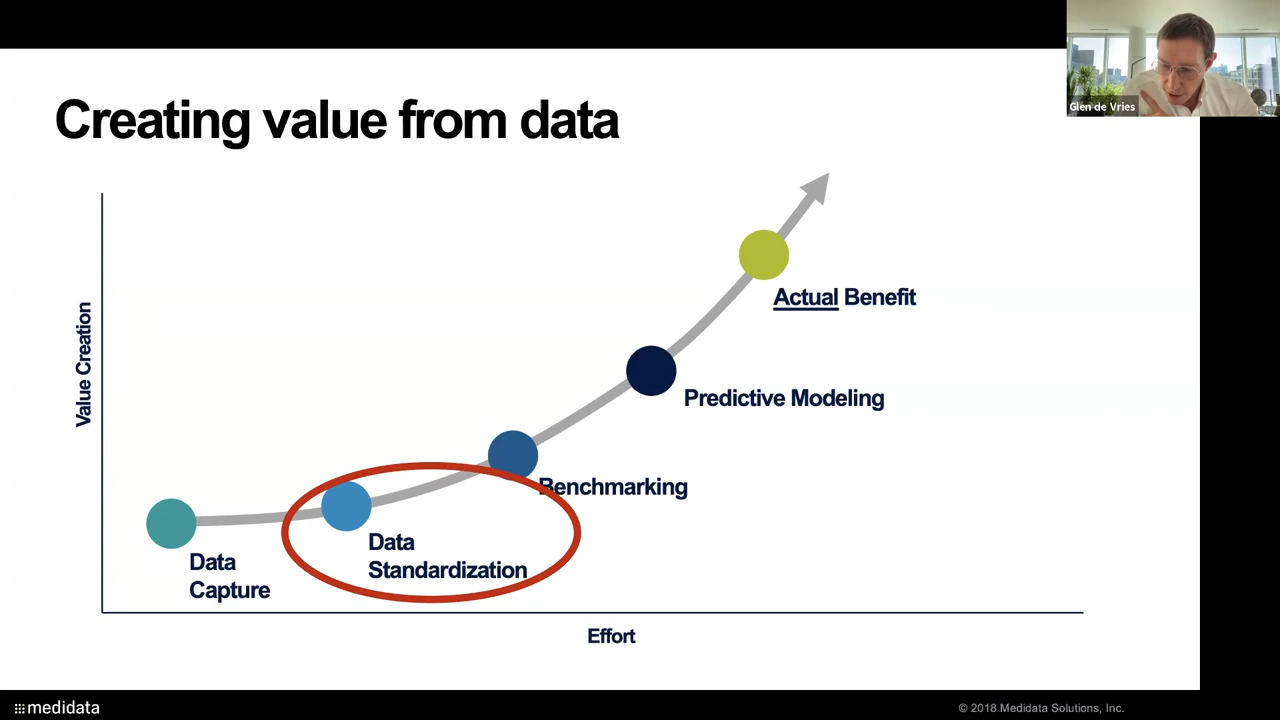 Glen de Vries
Creating value from data
Value Creation
Actual Benefit
Predictive Modeling
Benchmarking
Data
Standardization
Data
Capture
Effort
medidata
© 2018 Medidata Solutions, Inc.